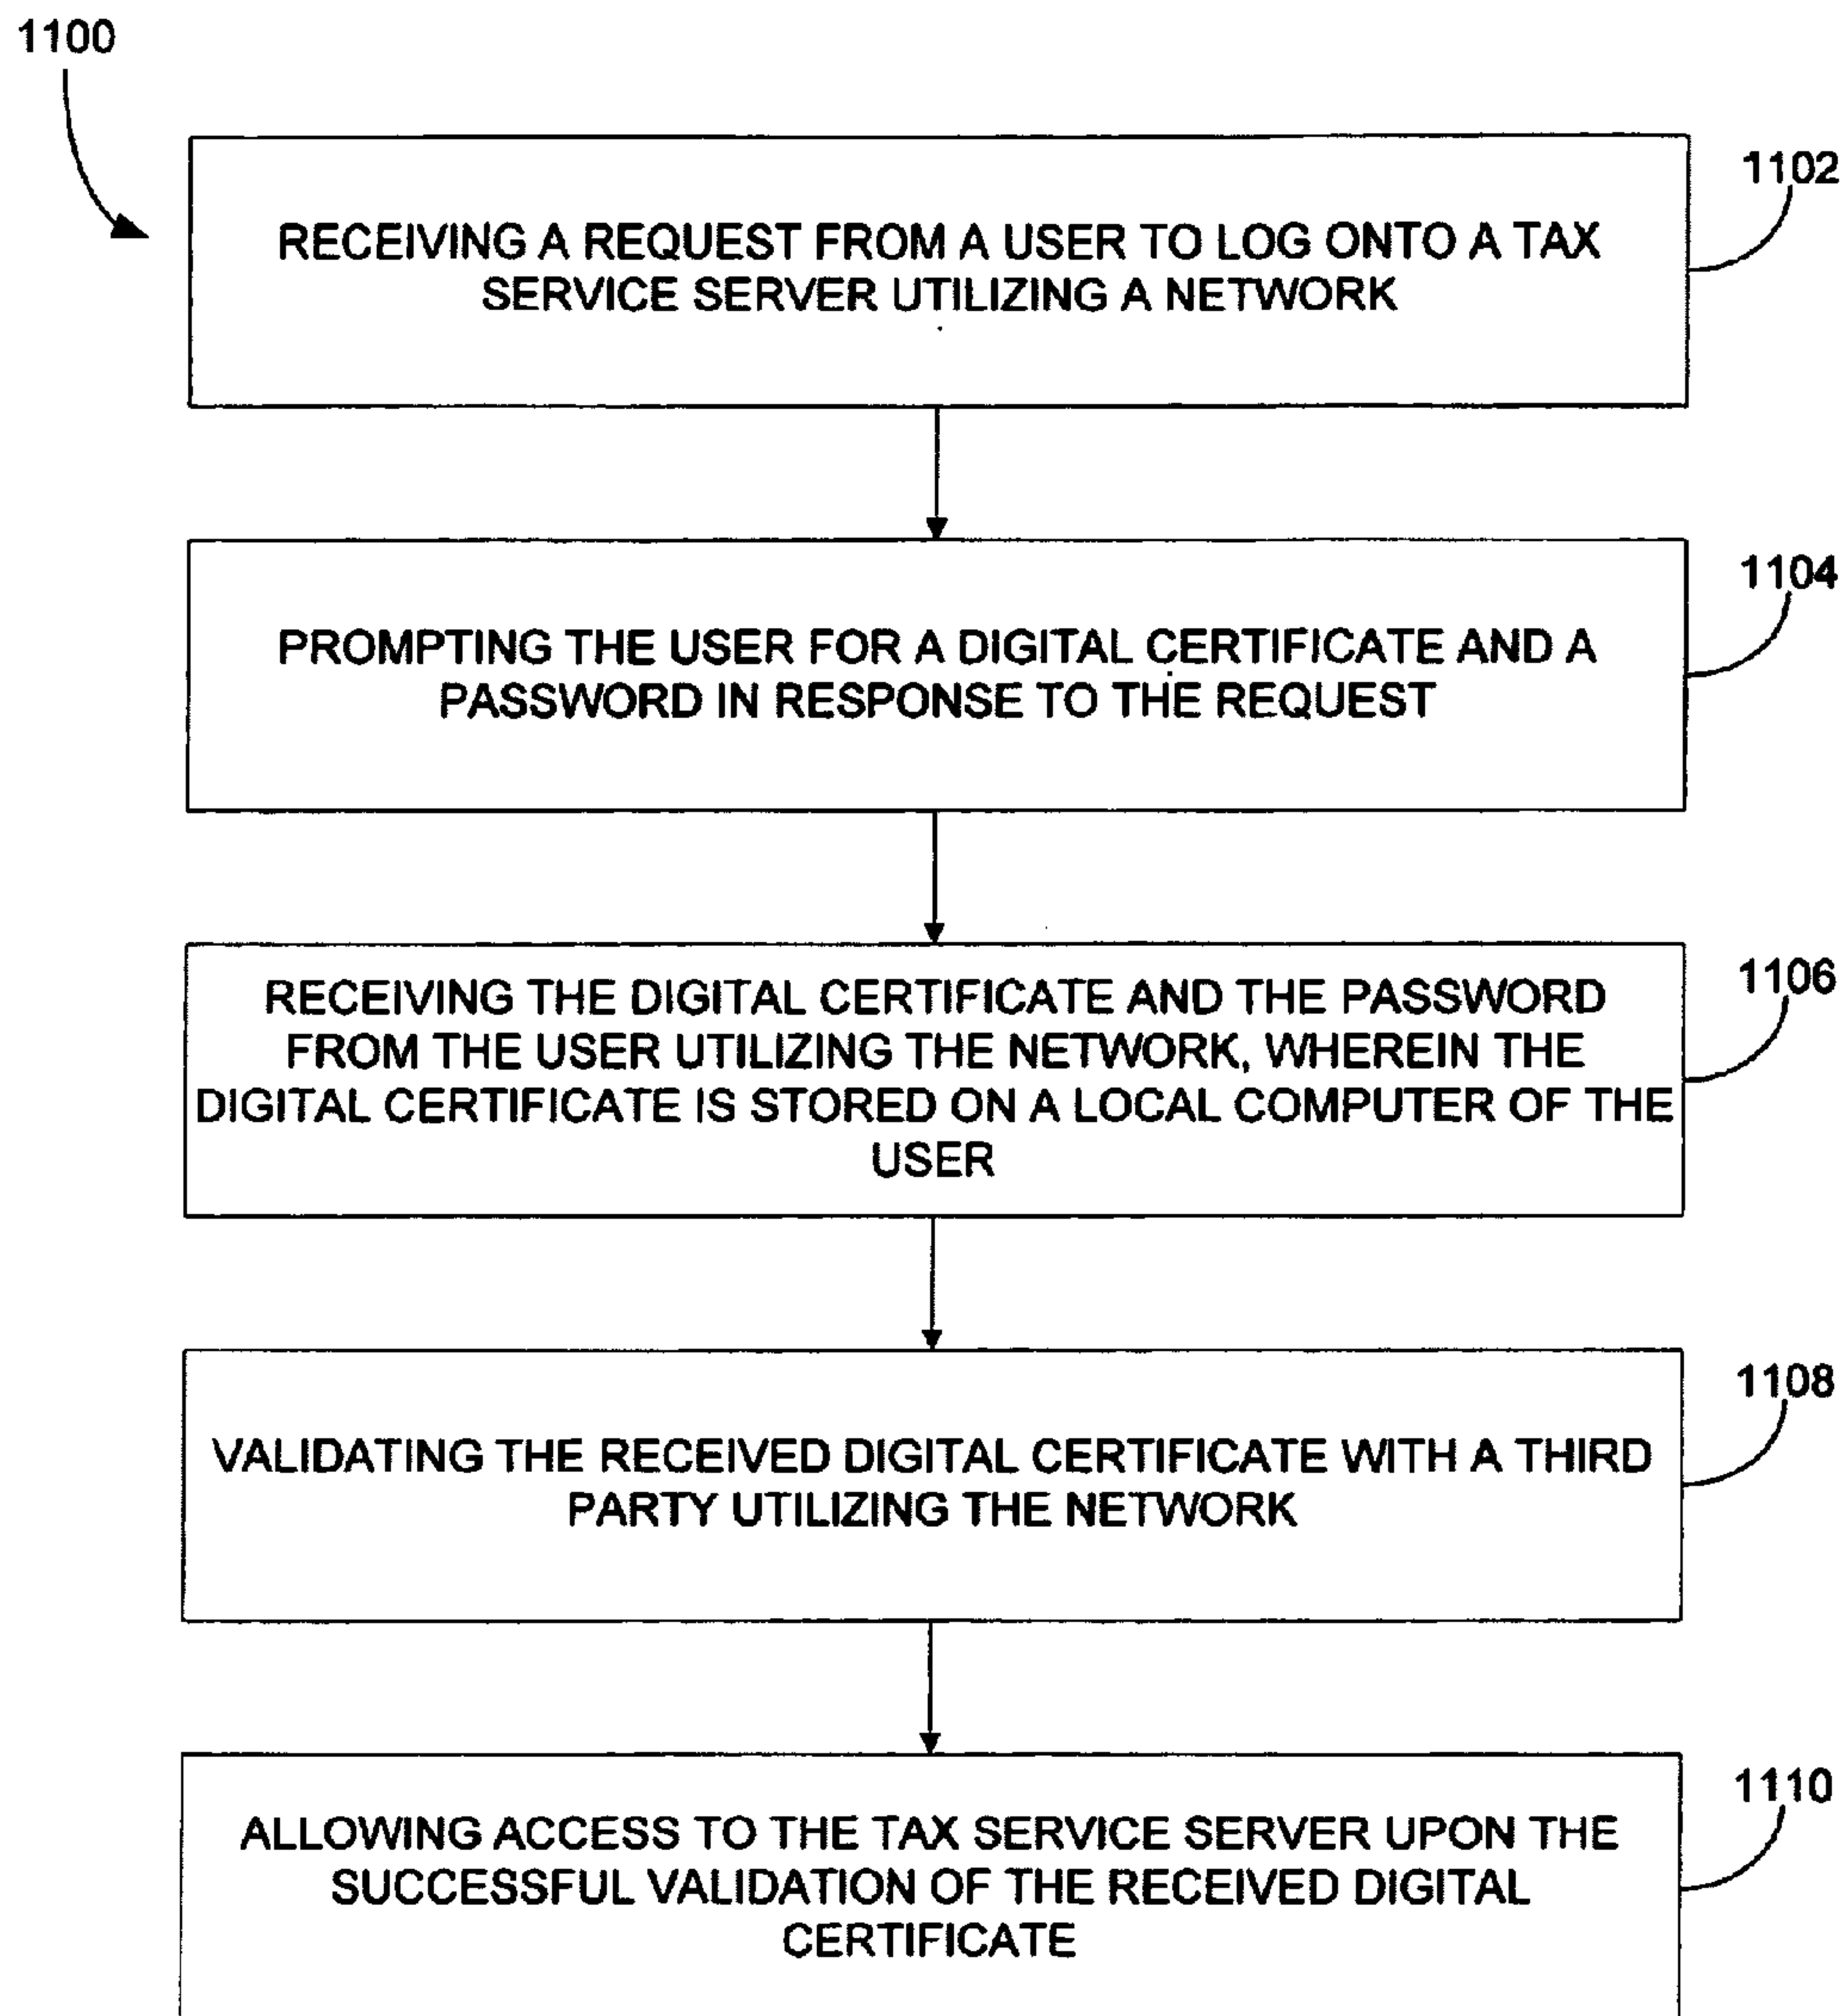 1100
1102
RECEIVING A REQUEST FROM A USER TO LOG ONTO A TAX
SERVICE SERVER UTILIZING A NETWORK
1104
PROMPTING THE USER FOR A DIGITAL CERTIFICATE AND A
PASSWORD IN RESPONSE TO THE REQUEST
1106
RECEIVING THE DIGITAL CERTIFICATE AND THE PASSWORD
FROM THE USER UTILIZING THE NETWORK, WHEREIN THE
DIGITAL CERTIFICATE IS STORED ON A LOCAL COMPUTER OF THE
USER
1108
VALIDATING THE RECEIVED DIGITAL CERTIFICATE WITH A THIRD
PARTY UTILIZING THE NETWORK
1110
ALLOWING ACCESS TO THE TAX SERVICE SERVER UPON THE
SUCCESSFUL VALIDATION OF THE RECEIVED DIGITAL
CERTIFICATE